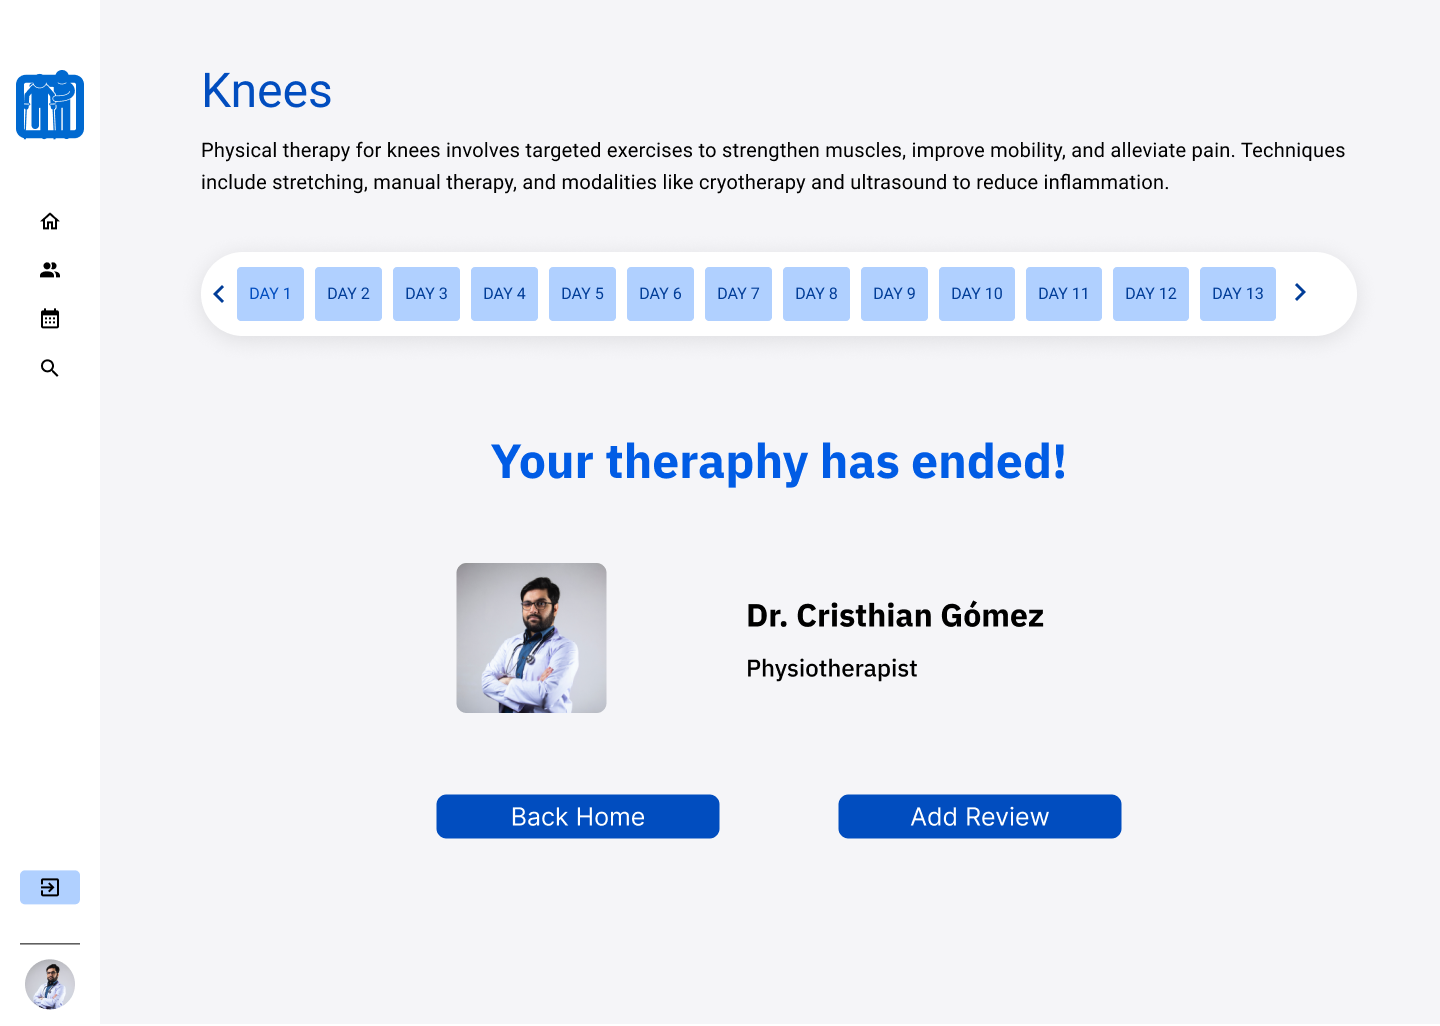 Knees
Physical therapy for knees involves targeted exercises to strengthen muscles, improve mobility, and alleviate pain. Techniques
include stretching, manual therapy, and modalities like cryotherapy and ultrasound to reduce inflammation.
DAY 1 DAY 2 DAY 3 DAY 4 DAY 5 DAY 6 DAY 7 DAY 8 DAY 9 DAY 10 DAY 11 DAY 12 DAY 13
Your theraphy has ended!
Dr. Cristhian Gómez
Physiotherapist
Back Home Add Review